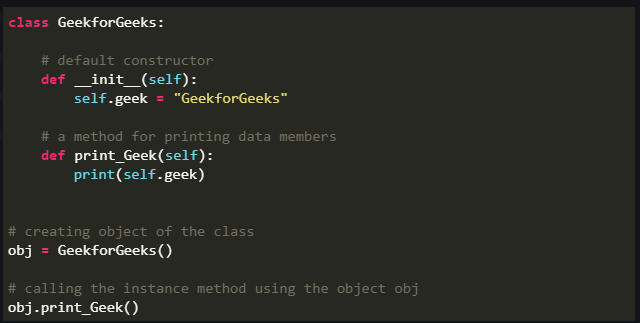 class GeekforGeeks:
    # default constructor
    def __init__(self):
        self.geek = "GeekforGeeks"
    # a method for printing data members
    def print_Geek(self):
        print(self.geek)
# creating object of the class
obj = GeekforGeeks()
# calling the instance method using the object obj
obj.print_Geek()